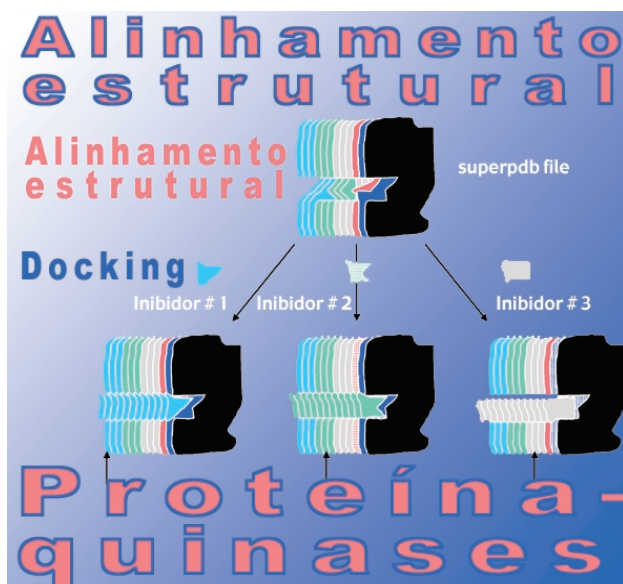 Alinhamento
estrutural
Alinhamento
estrutural
superpdb file
Docking
Inibidor # 1
Inibidor # 2
Inibidor # 3
Proteína-
quinases